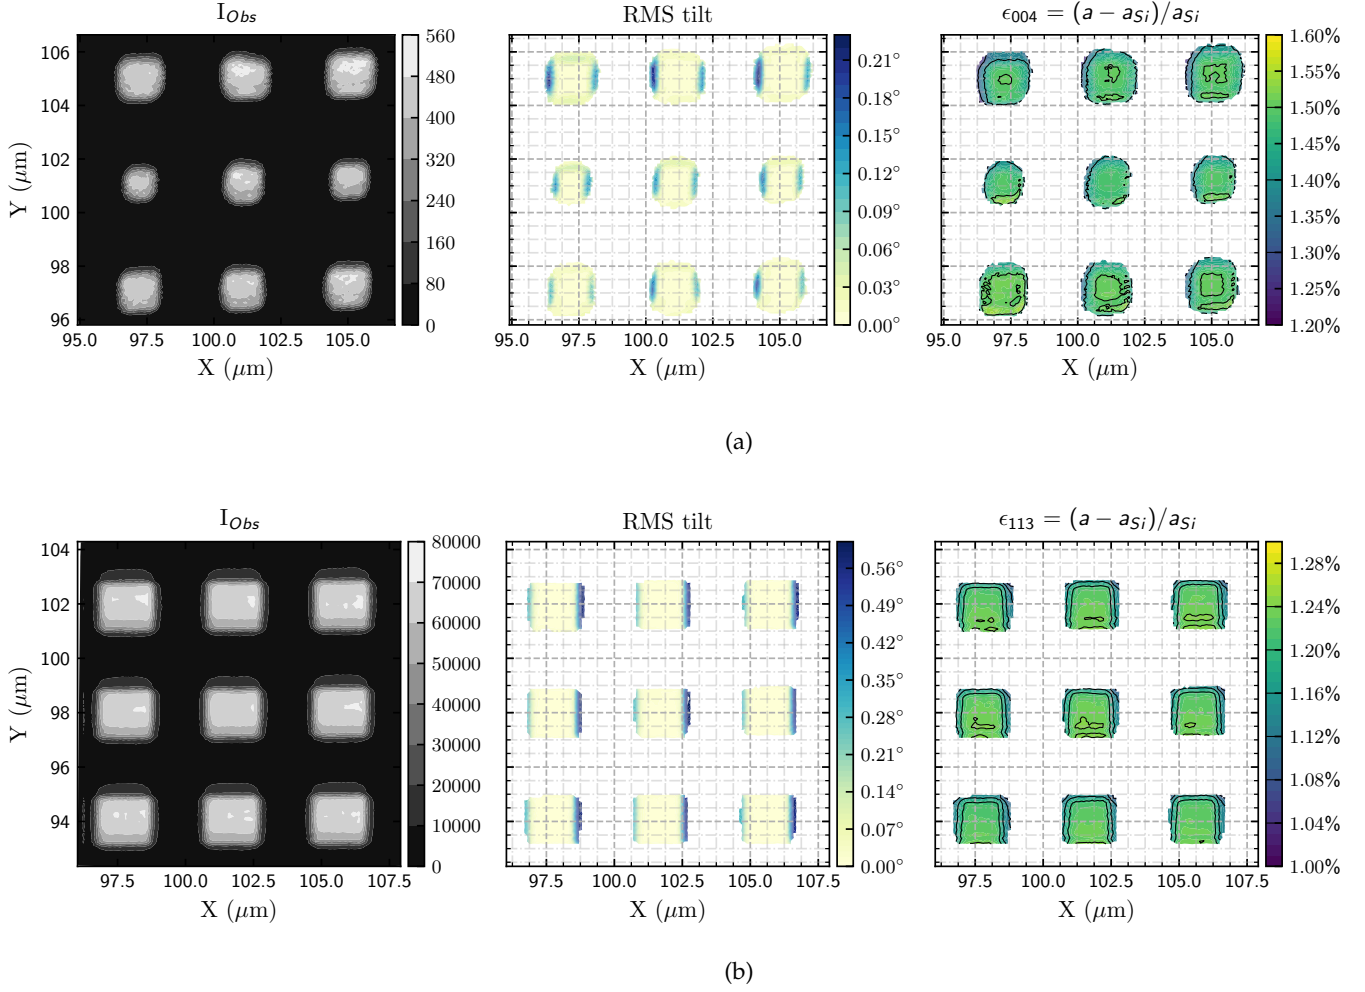 I_Obs
RMS tilt
ϵ_004 = (a − a_Si)/a_Si
Y (μm)
106
104
102
100
98
96
95.0 97.5 100.0 102.5 105.0
X (μm)
560
480
400
320
240
160
80
0
97.5 100.0 102.5 105.0
X (μm)
0.21°
0.18°
0.15°
0.12°
0.09°
0.06°
0.03°
0.00°
95.0 97.5 100.0 102.5 105.0
X (μm)
1.60%
1.55%
1.50%
1.45%
1.40%
1.35%
1.30%
1.25%
1.20%
(a)
I_Obs
RMS tilt
ϵ_113 = (a − a_Si)/a_Si
Y (μm)
104
102
100
98
96
94
97.5 100.0 102.5 105.0 107.5
X (μm)
80000
70000
60000
50000
40000
30000
20000
10000
0
97.5 100.0 102.5 105.0 107.5
X (μm)
0.56°
0.49°
0.42°
0.35°
0.28°
0.21°
0.14°
0.07°
0.00°
97.5 100.0 102.5 105.0 107.5
X (μm)
1.28%
1.24%
1.20%
1.16%
1.12%
1.08%
1.04%
1.00%
(b)